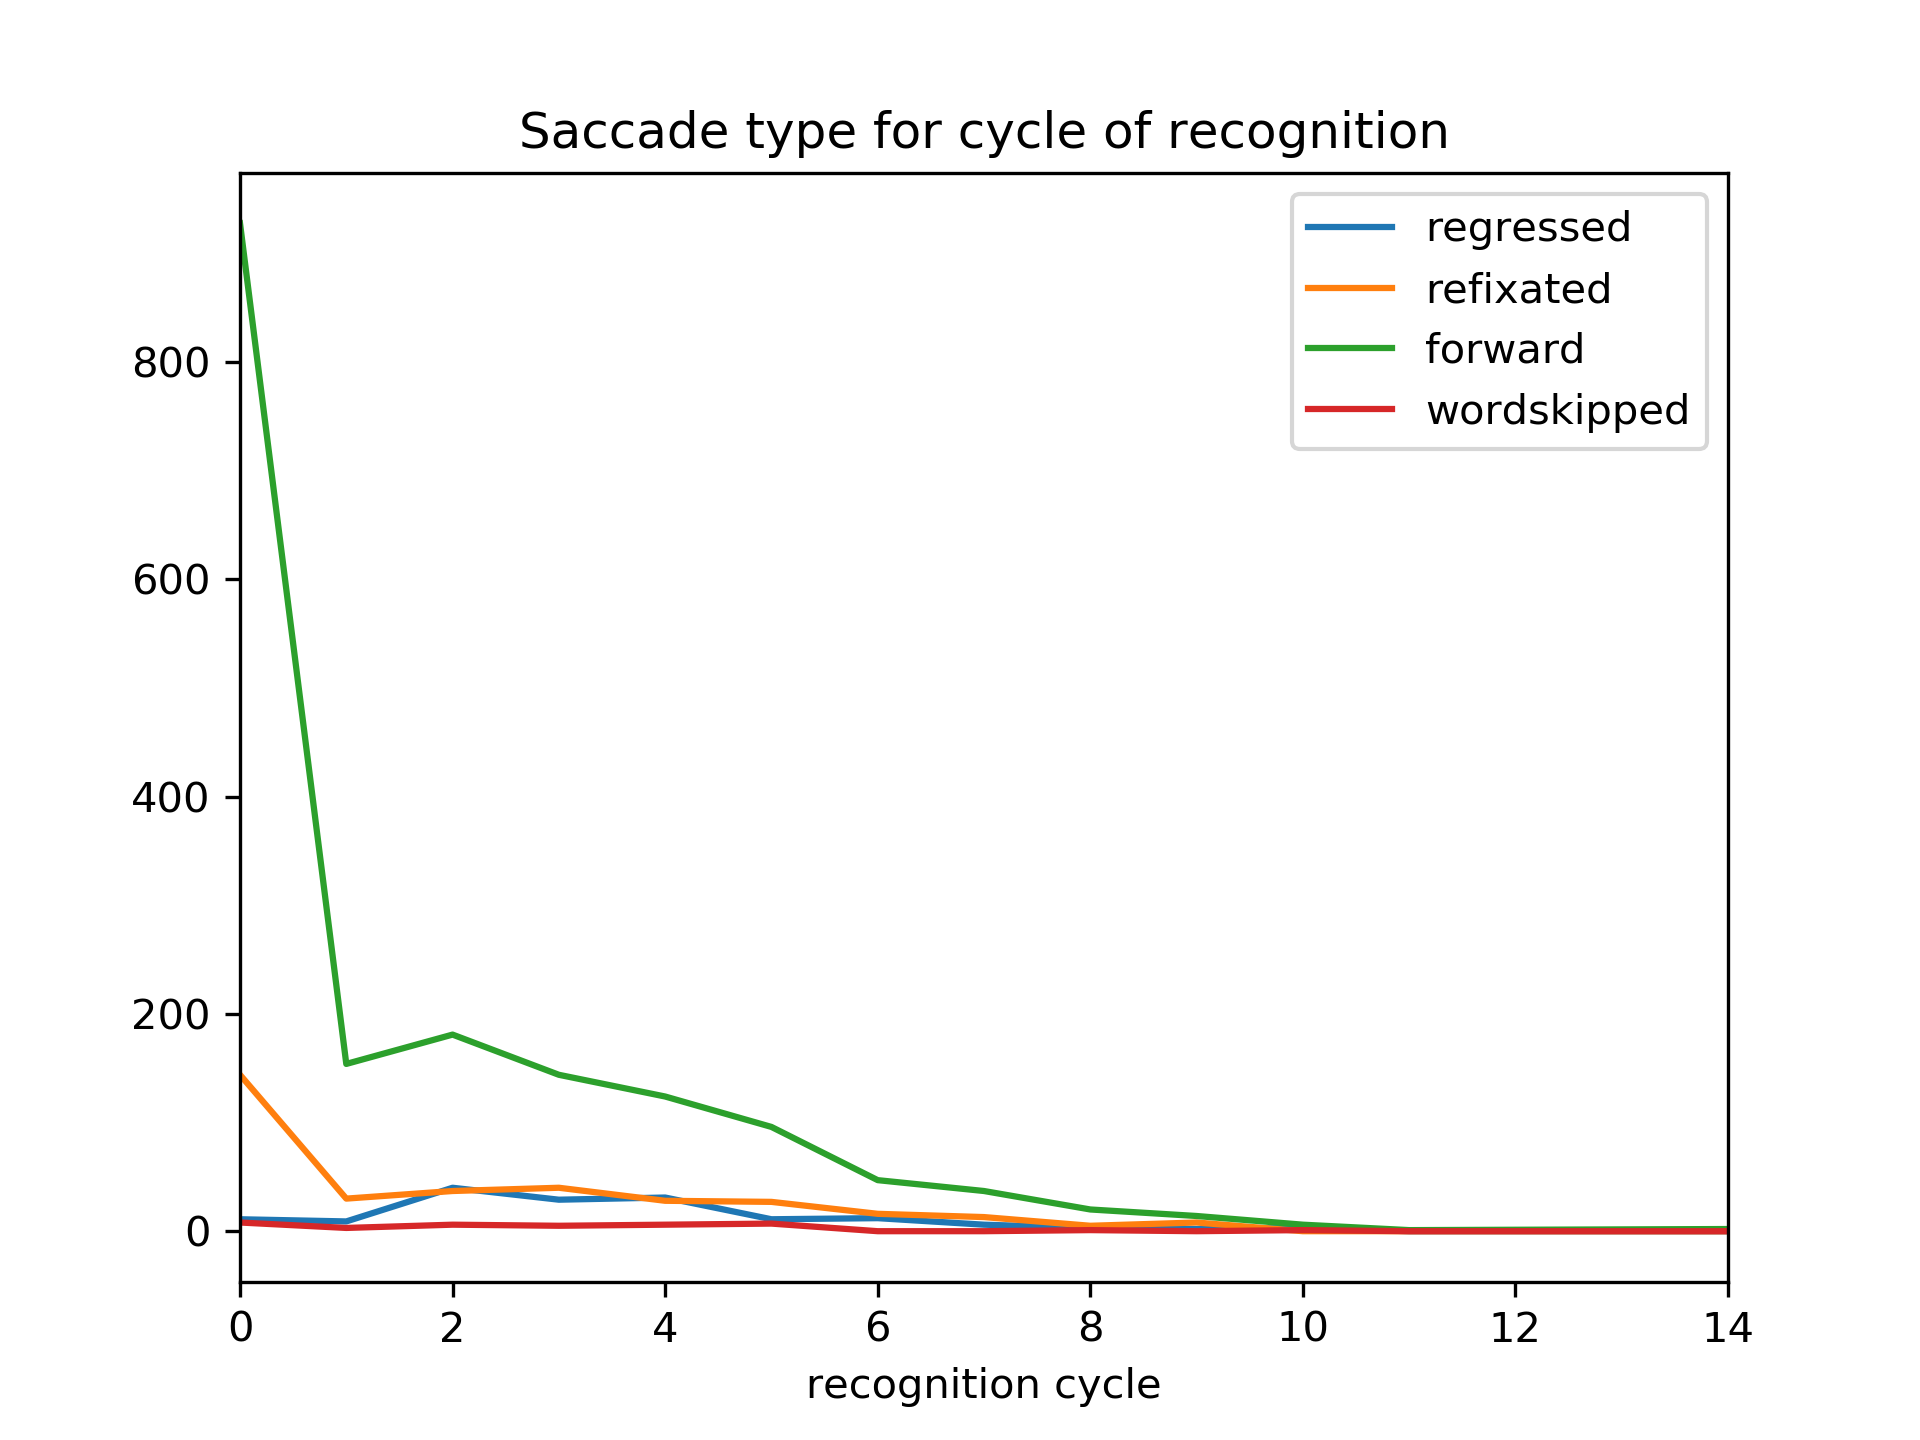 Saccade type for cycle of recognition
regressed
refixated
forward
wordskipped
800
600
400
200
0
0 2 4 6 8 10 12 14
recognition cycle